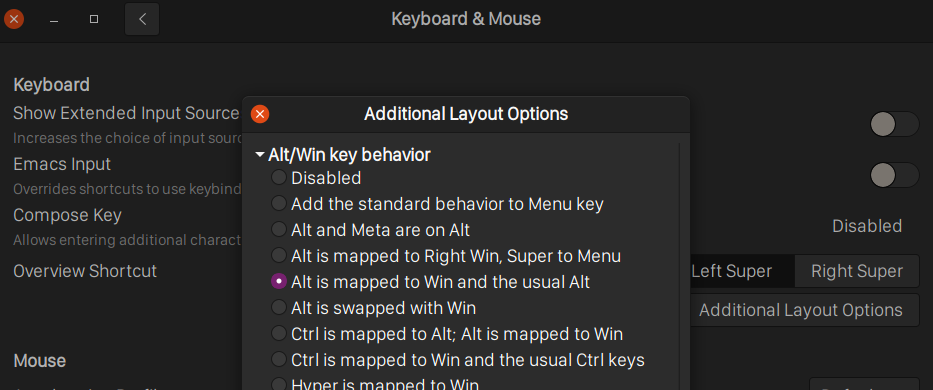 Keyboard & Mouse
Keyboard
Show Extended Input Source
Increases the choice of input
Emacs Input
Overrides shortcuts to use
Compose Key
Allows entering additional
Disabled
Overview Shortcut
Left Super
Right Super
Additional Layout Options
Mouse
Additional Layout Options
Alt/Win key behavior
Disabled
Add the standard behavior to Menu key
Alt and Meta are on Alt
Alt is mapped to Right Win, Super to Menu
Alt is mapped to Win and the usual Alt
Alt is swapped with Win
Ctrl is mapped to Alt; Alt is mapped to Win
Ctrl is mapped to Win and the usual Ctrl keys
Hyper is mapped to Win